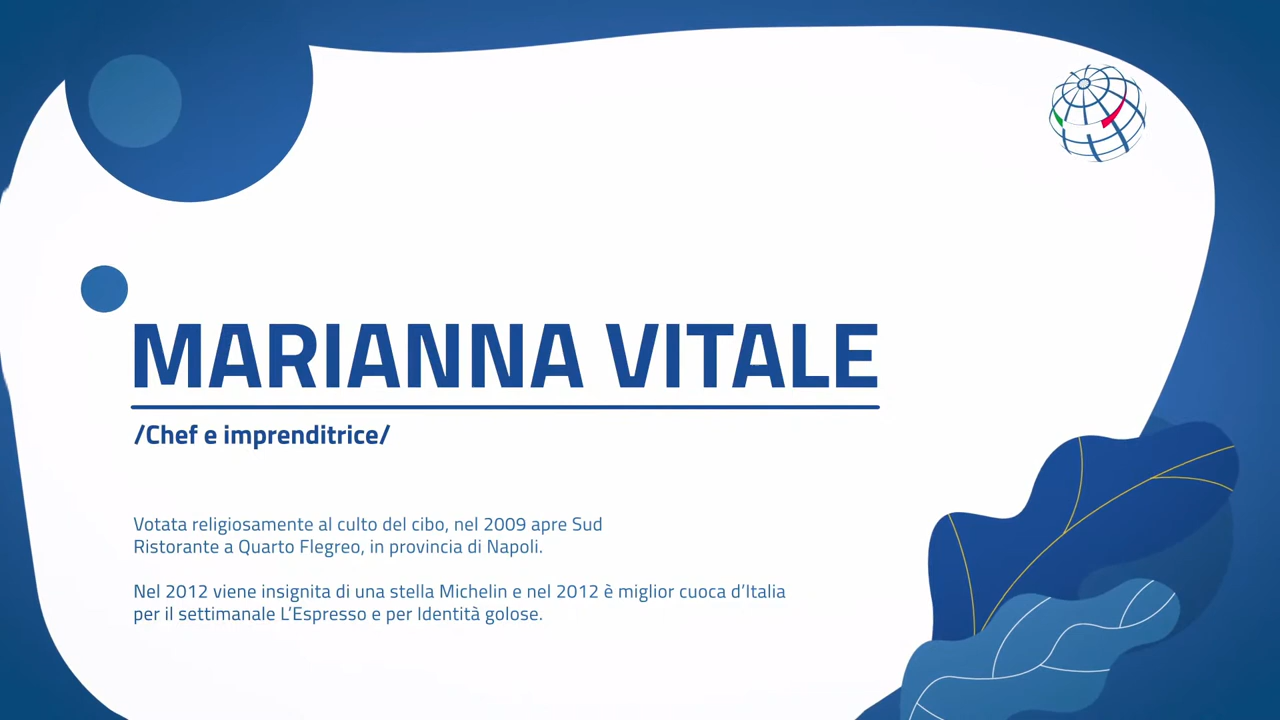 MARIANNA VITALE
/Chef e imprenditrice/
Votata religiosamente al culto del cibo, nel 2009 apre Sud
Ristorante a Quarto Flegreo, in provincia di Napoli.
Nel 2012 viene insignita di una stella Michelin e nel 2012 è miglior cuoca d’Italia
per il settimanale L’Espresso e per Identità golose.